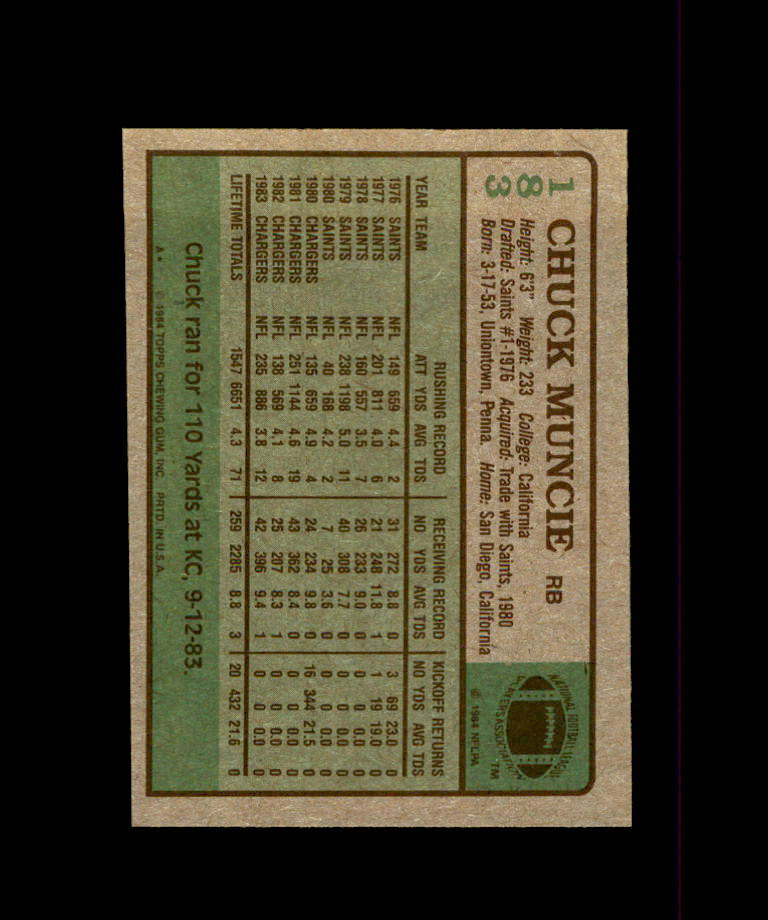 183
CHUCK MUNCIE RB
Height: 6'3" Weight: 233 College: California
Drafted: Saints #1-1976 Acquired: Trade with Saints, 1980
Born: 3-17-53, Uniontown, Penna. Home: San Diego, California
NATIONAL FOOTBALL LEAGUE
PLAYERS ASSOCIATION
TM
© 1984 NFLPA
RUSHING RECORD RECEIVING RECORD KICKOFF RETURNS
YEAR TEAM ATT YDS AVG TDS NO YDS AVG TDS NO YDS AVG TDS
1976 SAINTS NFL 149 659 4.4 2 31 272 8.8 0 3 69 23.0 0
1977 SAINTS NFL 201 811 4.0 6 21 248 11.8 1 1 19 19.0 0
1978 SAINTS NFL 160 557 3.5 7 26 233 9.0 0 0 0 0.0 0
1979 SAINTS NFL 238 1198 5.0 11 40 308 7.7 0 0 0 0.0 0
1980 SAINTS NFL 40 168 4.2 2 7 25 3.6 0 0 0 0.0 0
1980 CHARGERS NFL 135 659 4.9 4 24 234 9.8 0 16 344 21.5 0
1981 CHARGERS NFL 251 1144 4.6 19 43 362 8.4 0 0 0 0.0 0
1982 CHARGERS NFL 138 569 4.1 8 25 207 8.3 1 0 0 0.0 0
1983 CHARGERS NFL 235 886 3.8 12 42 396 9.4 1 0 0 0.0 0
LIFETIME TOTALS 1547 6651 4.3 71 259 2285 8.8 3 20 432 21.6 0
Chuck ran for 110 Yards at KC, 9-12-83.
A* © 1984 TOPPS CHEWING GUM, INC. PRTD. IN U.S.A.